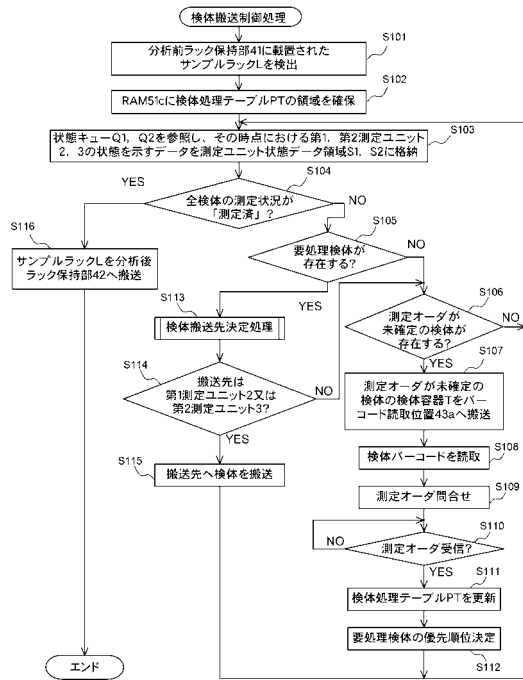 検体搬送制御処理
S101
分析前ラック保持部41に載置された
サンプルラックLを検出
S102
RAM51cに検体処理テーブルPTの領域を確保
S103
状態キューQ1，Q2を参照し、その時点における第1，第2測定ユニット
2，3の状態を示すデータを測定ユニット状態データ領域S1，S2に格納
S104
YES
全検体の測定状況が
「測定済」？
NO
S116
サンプルラックLを分析後
ラック保持部42へ搬送
S105
要処理検体が
存在する？
NO
YES
S113
検体搬送先決定処理
S106
測定オーダが
未確定の検体が
存在する？
NO
YES
S114
搬送先は
第1測定ユニット2又は
第2測定ユニット3？
NO
YES
S107
測定オーダが未確定の
検体の検体容器Tをバー
コード読取位置43aへ搬送
S115
搬送先へ検体を搬送
S108
検体バーコードを読取
S109
測定オーダ問合せ
S110
NO
測定オーダ受信？
YES
S111
検体処理テーブルPTを更新
要処理検体の優先順位決定
S112
エンド